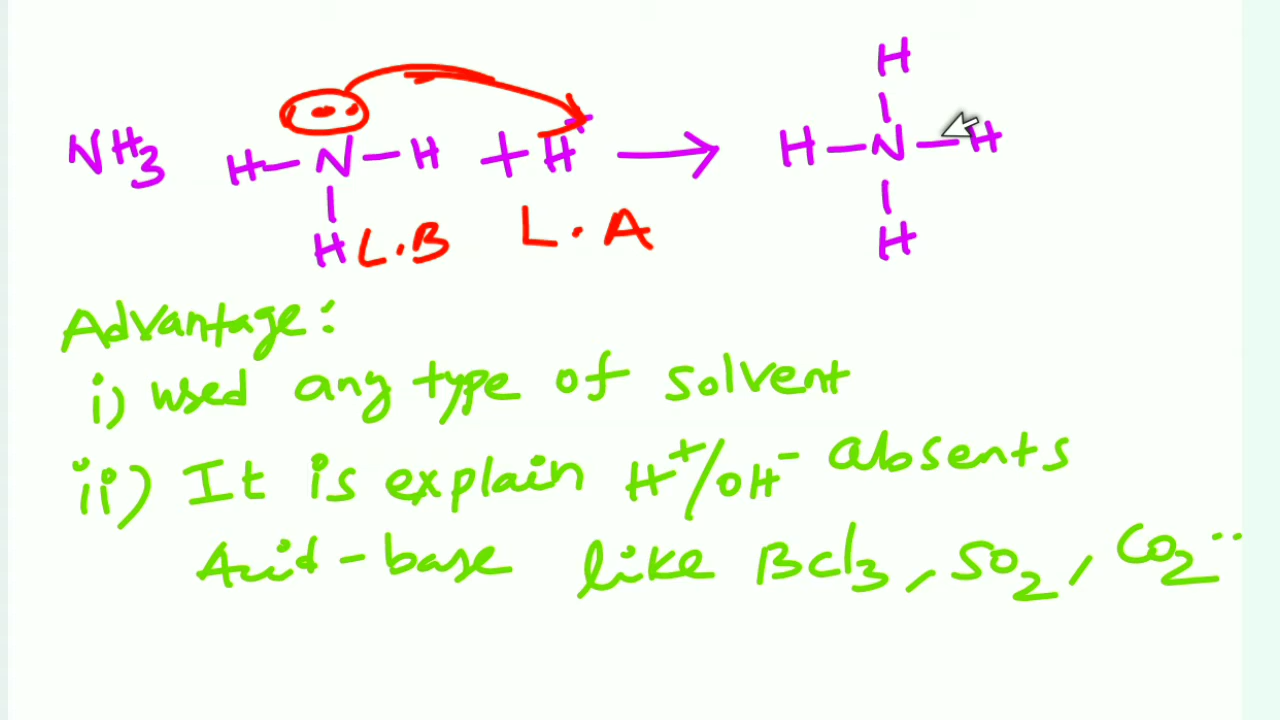 H
NH3 H–N–H + H+ → H–N–H
H L.B L.A H
Advantage:
i) used any type of solvent
ii) It is explain H+/OH- absents
Acid-base like BCl3, SO2, CO2..